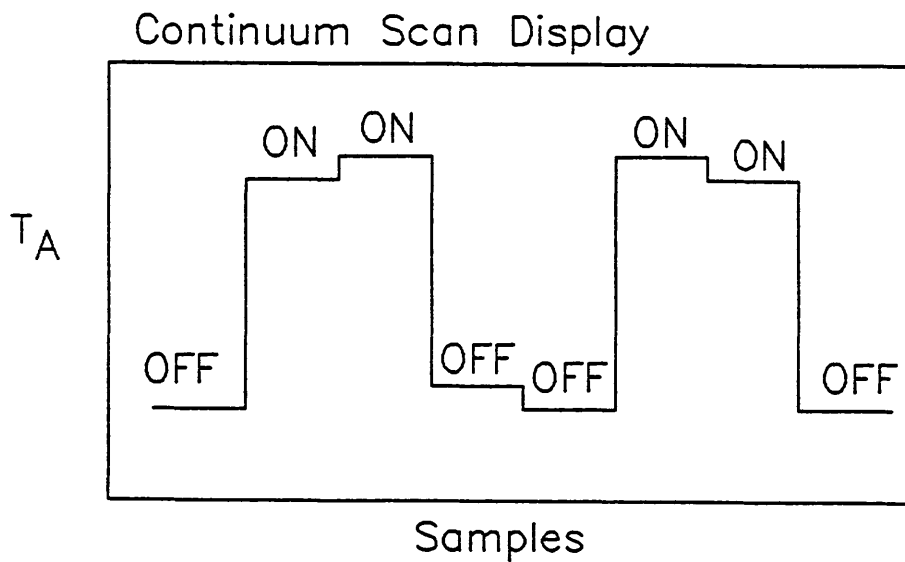 Continuum Scan Display
ON ON ON ON
T_A
OFF OFF OFF OFF
Samples